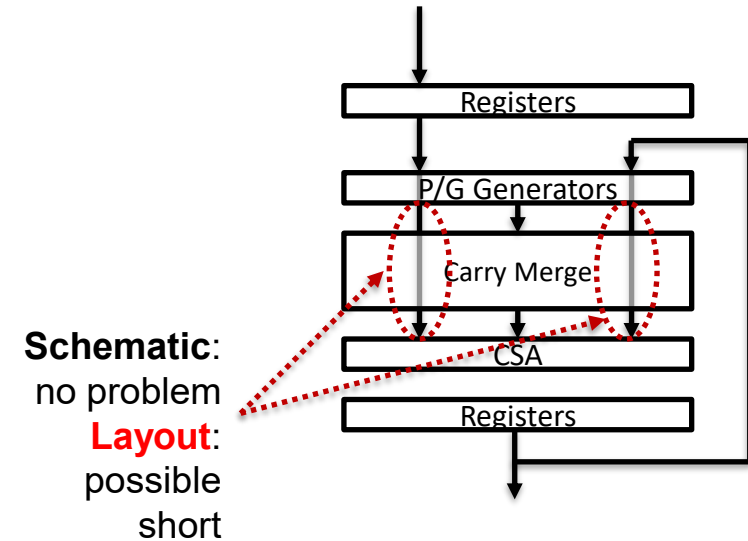 Registers
P/G Generators
Carry Merge
CSA
Registers
Schematic:
no problem
Layout:
possible
short